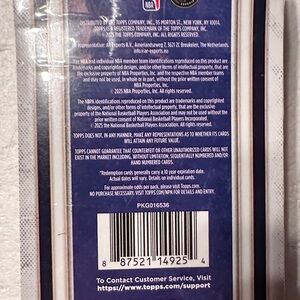 NBA
DISTRIBUTED BY THE TOPPS COMPANY, INC., 95 MORTON ST., NEW YORK, NY 10014.
TOPPS IS A REGISTERED TRADEMARK OF THE TOPPS COMPANY, INC.
© 2025 THE TOPPS COMPANY, INC. ALL RIGHTS RESERVED.
Representative: AR Experts B.V., Amerlandseweg 7, 3621 ZC Breukelen, The Netherlands.
info@ar-experts.eu
The NBA and individual NBA member team identifications reproduced on this product are
trademarks and copyrighted designs, and/or other forms of intellectual property, that are
the exclusive property of NBA Properties, Inc. and the respective NBA member teams
and may not be used, in whole or in part, without the prior written consent of
NBA Properties, Inc.
© 2025 NBA Properties, Inc. All rights reserved.
The NBPA identifications reproduced on this product are trademarks and copyrighted
designs, and/or other forms of intellectual property, that are the exclusive
property of the National Basketball Players Association and may not be used without the
prior written consent of National Basketball Players Incorporated.
© 2025 National Basketball Players Association. All rights reserved.
TOPPS DOES NOT, IN ANY MANNER, MAKE ANY REPRESENTATIONS AS TO WHETHER ITS CARDS
WILL ATTAIN ANY FUTURE VALUE.
TOPPS CANNOT GUARANTEE THAT COUNTERFEIT OR OTHER UNAUTHORIZED CARDS WILL NOT
EXIST IN THE MARKET INCLUDING, WITHOUT LIMITATION, SEQUENTIALLY NUMBERED AND/OR
HAND NUMBERED CARDS.
*Redemption cards generally carry a 10 year expiration date.
Actual dates will vary. Details on individual cards.
For approximate odds per pack, please visit Topps.com.
NO PURCHASE NECESSARY. VISIT TOPPS.COM/NPN FOR DETAILS AND ENTRY.
PKG016536
8 87521 14925 4
To Contact Customer Service, Visit
https://www.topps.com/support